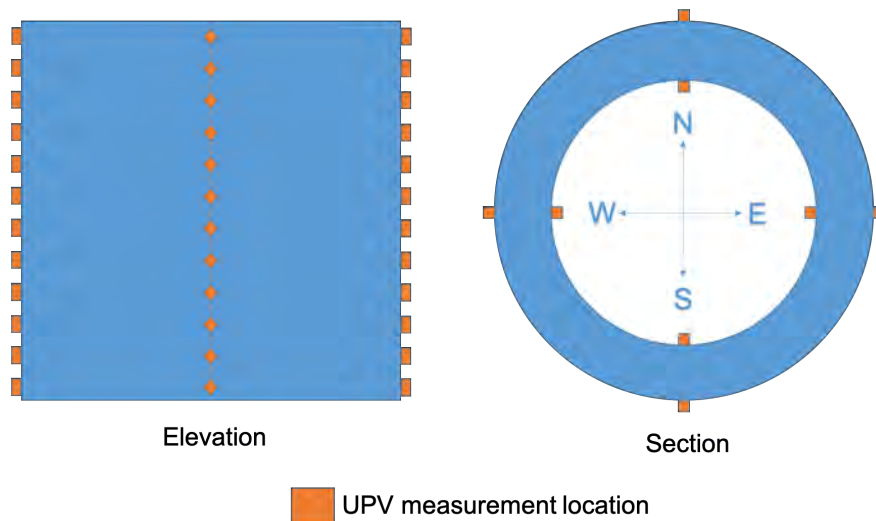 N
W E
S
Elevation
Section
UPV measurement location